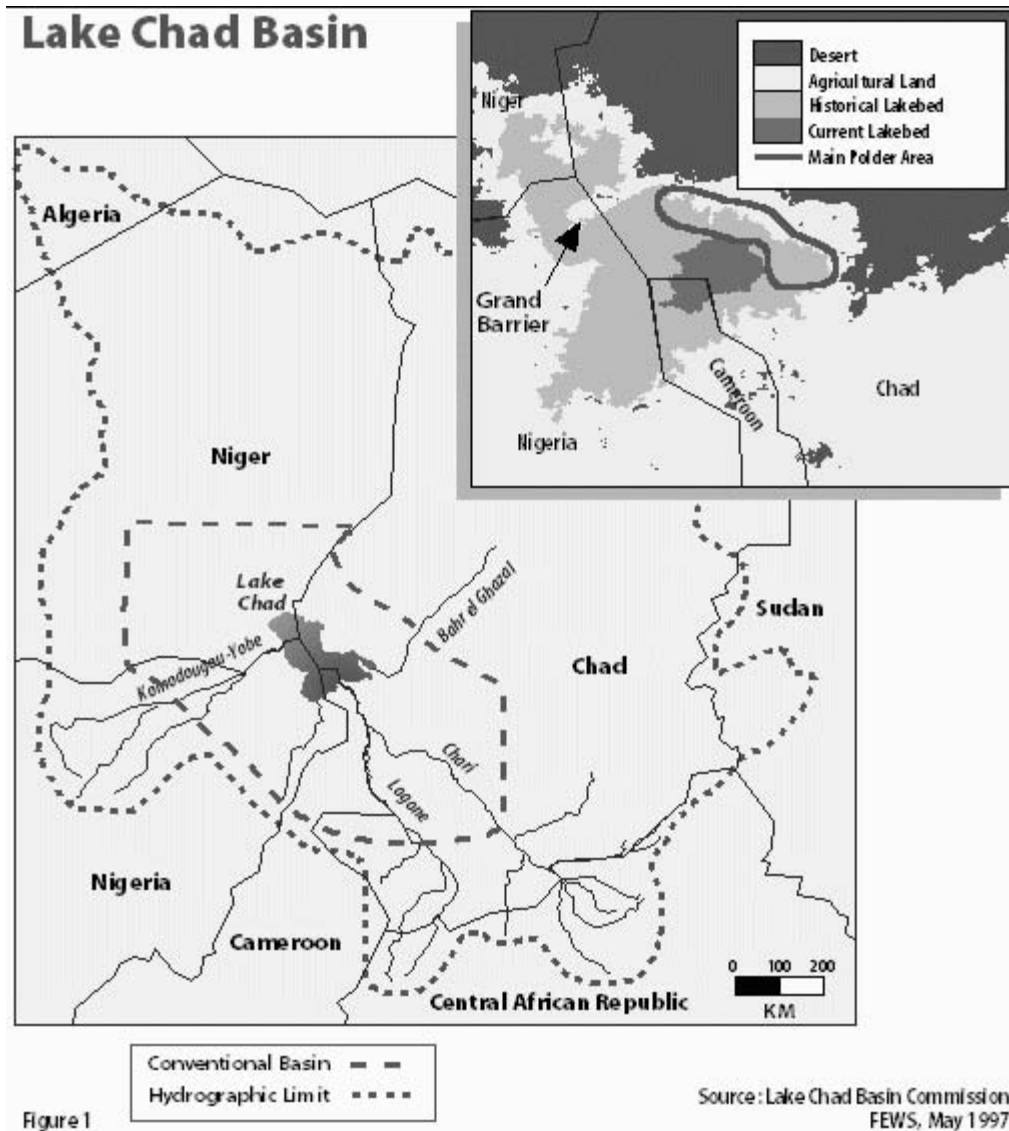 Lake Chad Basin
Desert
Agricultural Land
Historical Lakebed
Current Lakebed
Main Polder Area
Niger
Grand
Barrier
Cameroon
Chad
Nigeria
Algeria
Niger
Lake
Chad
Bahr el Ghazal
Komadougau-Yobe
Chad
Sudan
Chari
Logone
Nigeria
Cameroon
Central African Republic
0 100 200
KM
Conventional Basin
Hydrographic Limit
Figure 1
Source: Lake Chad Basin Commission
FEWS, May 1997